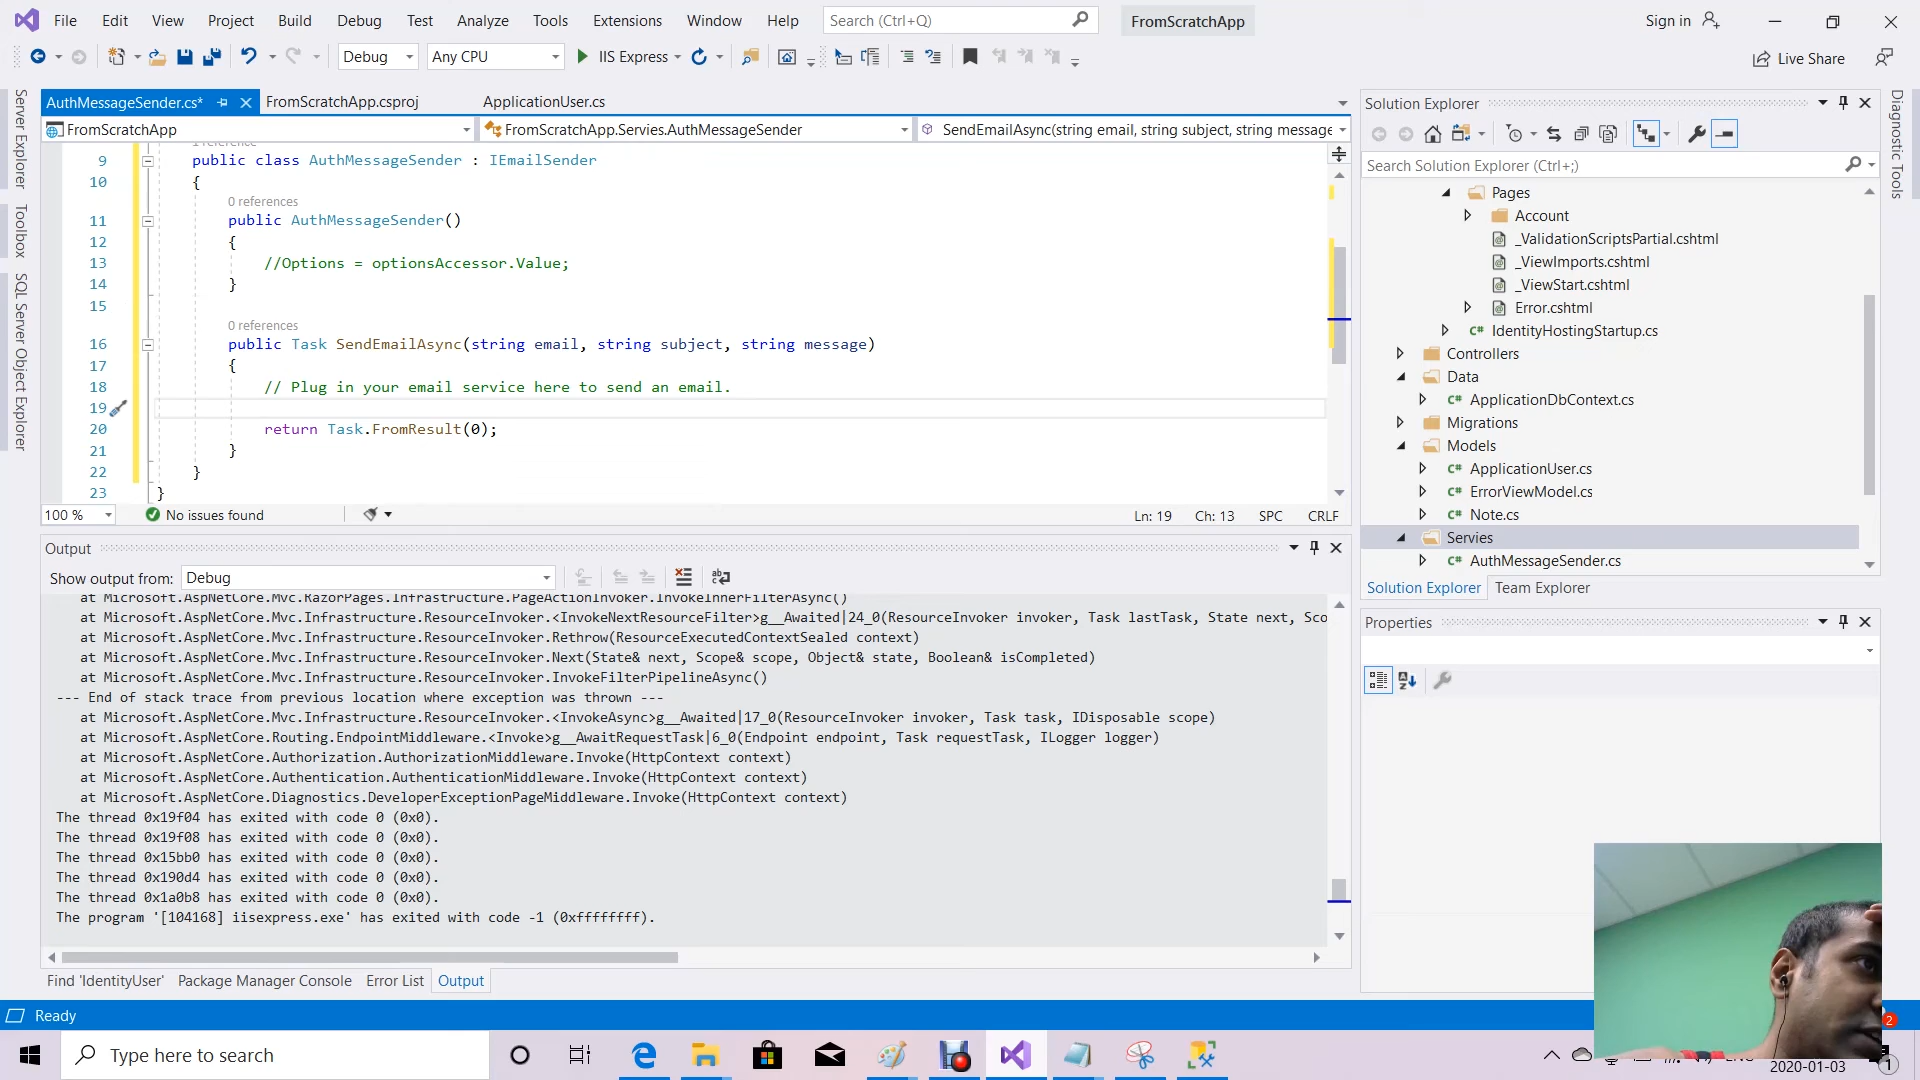 File Edit View Project Build Debug Test Analyze Tools Extensions Window Help Search (Ctrl+Q) FromScratchApp Sign in
Debug Any CPU IIS Express Live Share
AuthMessageSender.cs* FromScratchApp.csproj ApplicationUser.cs
FromScratchApp FromScratchApp.Servies.AuthMessageSender SendEmailAsync(string email, string subject, string message
9 public class AuthMessageSender : IEmailSender
10 {
0 references
11 public AuthMessageSender()
12 {
13 //Options = optionsAccessor.Value;
14 }
15
0 references
16 public Task SendEmailAsync(string email, string subject, string message)
17 {
18 // Plug in your email service here to send an email.
19
20 return Task.FromResult(0);
21 }
22 }
23 }
100 % No issues found Ln: 19 Ch: 13 SPC CRLF
Output
Show output from: Debug
at Microsoft.AspNetCore.Mvc.RazorPages.Infrastructure.PageActionInvoker.InvokeInnerFilterAsync()
at Microsoft.AspNetCore.Mvc.Infrastructure.ResourceInvoker.<InvokeNextResourceFilter>g__Awaited|24_0(ResourceInvoker invoker, Task lastTask, State next, Sco
at Microsoft.AspNetCore.Mvc.Infrastructure.ResourceInvoker.Rethrow(ResourceExecutedContextSealed context)
at Microsoft.AspNetCore.Mvc.Infrastructure.ResourceInvoker.Next(State& next, Scope& scope, Object& state, Boolean& isCompleted)
at Microsoft.AspNetCore.Mvc.Infrastructure.ResourceInvoker.InvokeFilterPipelineAsync()
--- End of stack trace from previous location where exception was thrown ---
at Microsoft.AspNetCore.Mvc.Infrastructure.ResourceInvoker.<InvokeAsync>g__Awaited|17_0(ResourceInvoker invoker, Task task, IDisposable scope)
at Microsoft.AspNetCore.Routing.EndpointMiddleware.<Invoke>g__AwaitRequestTask|6_0(Endpoint endpoint, Task requestTask, ILogger logger)
at Microsoft.AspNetCore.Authorization.AuthorizationMiddleware.Invoke(HttpContext context)
at Microsoft.AspNetCore.Authentication.AuthenticationMiddleware.Invoke(HttpContext context)
at Microsoft.AspNetCore.Diagnostics.DeveloperExceptionPageMiddleware.Invoke(HttpContext context)
The thread 0x19f04 has exited with code 0 (0x0).
The thread 0x19f08 has exited with code 0 (0x0).
The thread 0x15bb0 has exited with code 0 (0x0).
The thread 0x190d4 has exited with code 0 (0x0).
The thread 0x1a0b8 has exited with code 0 (0x0).
The program '[104168] iisexpress.exe' has exited with code -1 (0xffffffff).
Find 'IdentityUser' Package Manager Console Error List Output
Server Explorer
Toolbox
SQL Server Object Explorer
Solution Explorer
Search Solution Explorer (Ctrl+;)
Pages
Account
_ValidationScriptsPartial.cshtml
_ViewImports.cshtml
_ViewStart.cshtml
Error.cshtml
C# IdentityHostingStartup.cs
Controllers
Data
C# ApplicationDbContext.cs
Migrations
Models
C# ApplicationUser.cs
C# ErrorViewModel.cs
C# Note.cs
Servies
C# AuthMessageSender.cs
Solution Explorer Team Explorer
Properties
Diagnostic Tools
Ready
2
Type here to search
2020-01-03
1